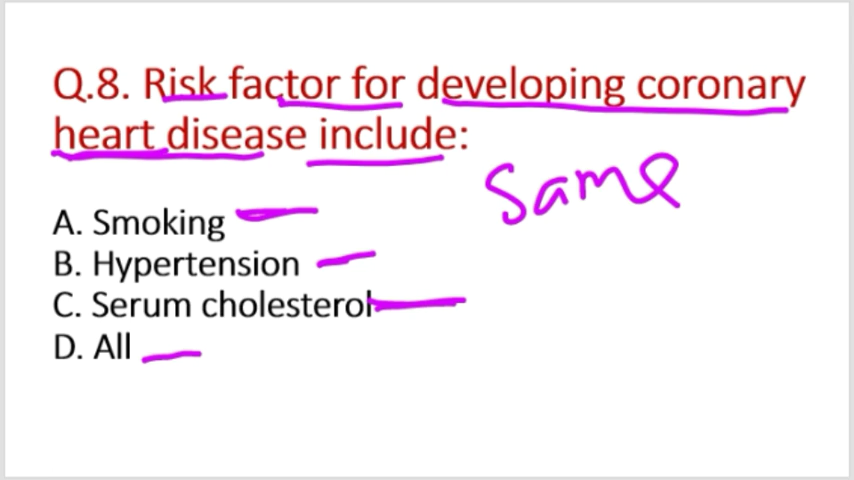 Q.8. Risk factor for developing coronary
heart disease include:
same
A. Smoking
B. Hypertension
C. Serum cholesterol
D. All